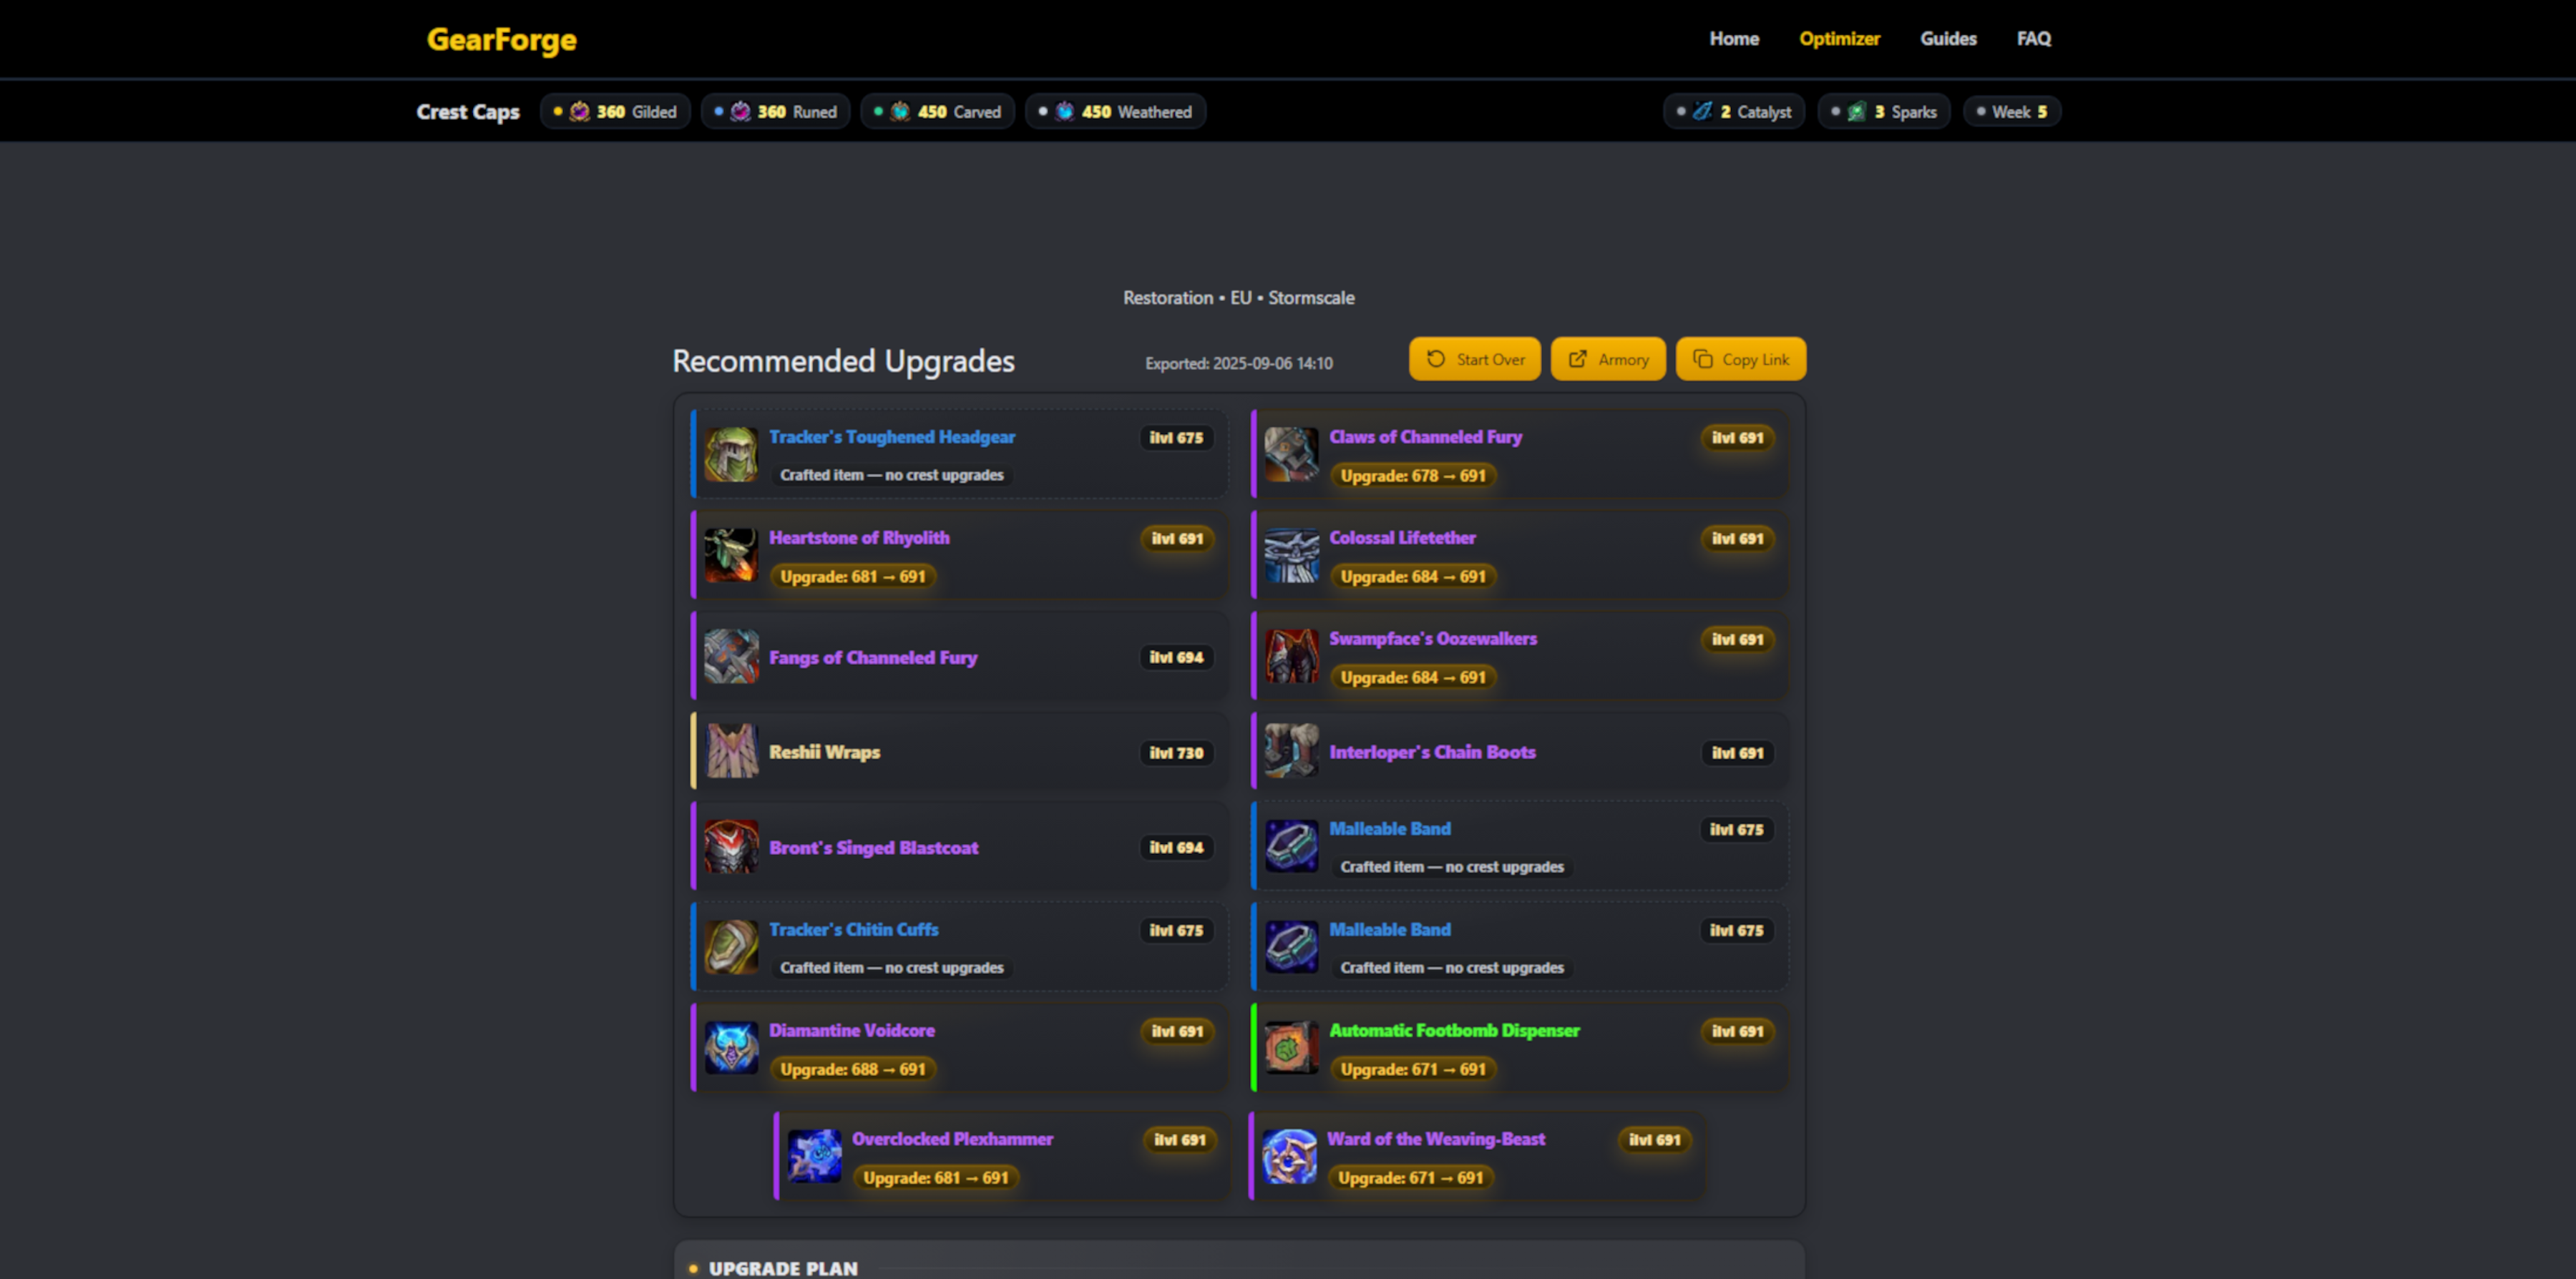 GearForge
Home Optimizer Guides FAQ
Crest Caps 360 Gilded 360 Runed 450 Carved 450 Weathered 2 Catalyst 3 Sparks Week 5
Restoration • EU • Stormscale
Recommended Upgrades Exported: 2025-09-06 14:10 Start Over Armory Copy Link
Tracker's Toughened Headgear ilvl 675
Crafted item — no crest upgrades
Claws of Channeled Fury ilvl 691
Upgrade: 678 → 691
Heartstone of Rhyolith ilvl 691
Upgrade: 681 → 691
Colossal Lifetether ilvl 691
Upgrade: 684 → 691
Fangs of Channeled Fury ilvl 694
Swampface's Oozewalkers ilvl 691
Upgrade: 684 → 691
Reshii Wraps ilvl 730
Interloper's Chain Boots ilvl 691
Bront's Singed Blastcoat ilvl 694
Malleable Band ilvl 675
Crafted item — no crest upgrades
Tracker's Chitin Cuffs ilvl 675
Crafted item — no crest upgrades
Malleable Band ilvl 675
Crafted item — no crest upgrades
Diamantine Voidcore ilvl 691
Upgrade: 688 → 691
Automatic Footbomb Dispenser ilvl 691
Upgrade: 671 → 691
Overclocked Plexhammer ilvl 691
Upgrade: 681 → 691
Ward of the Weaving-Beast ilvl 691
Upgrade: 671 → 691
UPGRADE PLAN